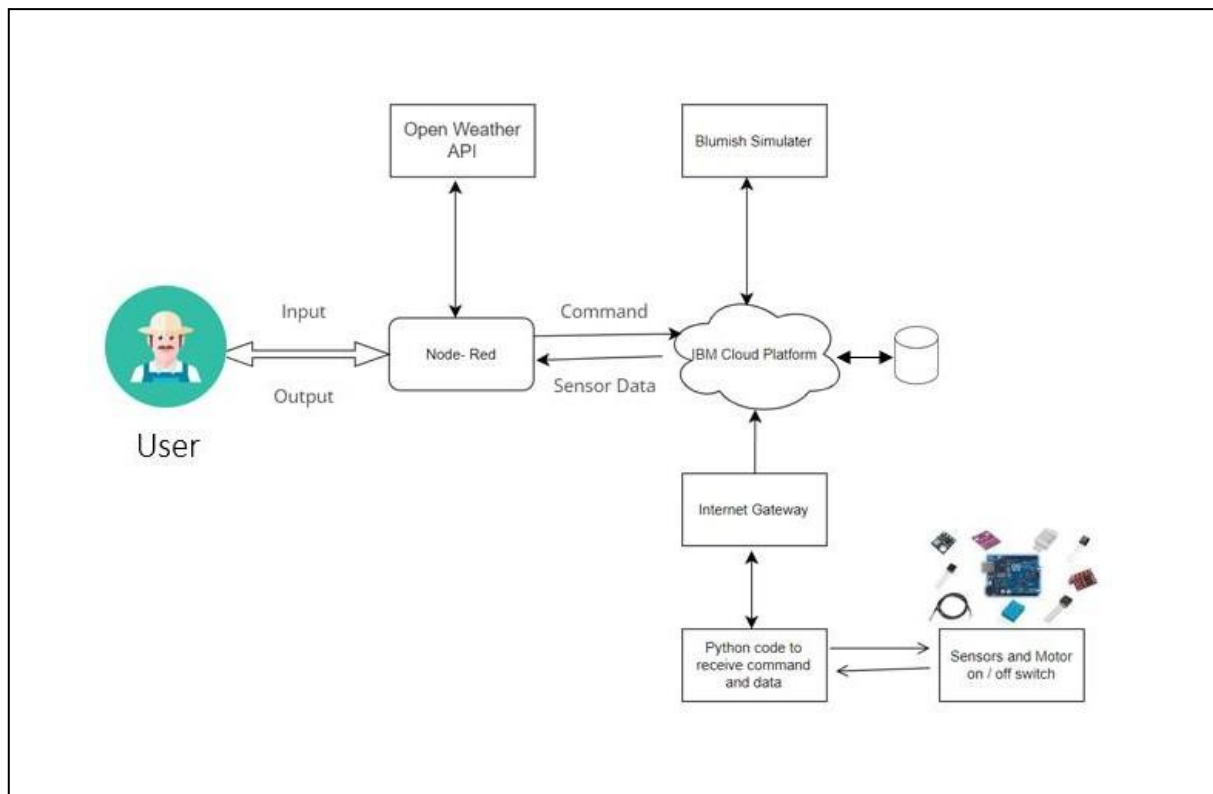 Open Weather
API
Blumish Simulater
Input
Command
Node- Red
IBM Cloud Platform
Output
Sensor Data
User
Internet Gateway
Python code to
receive command
and data
Sensors and Motor
on / off switch